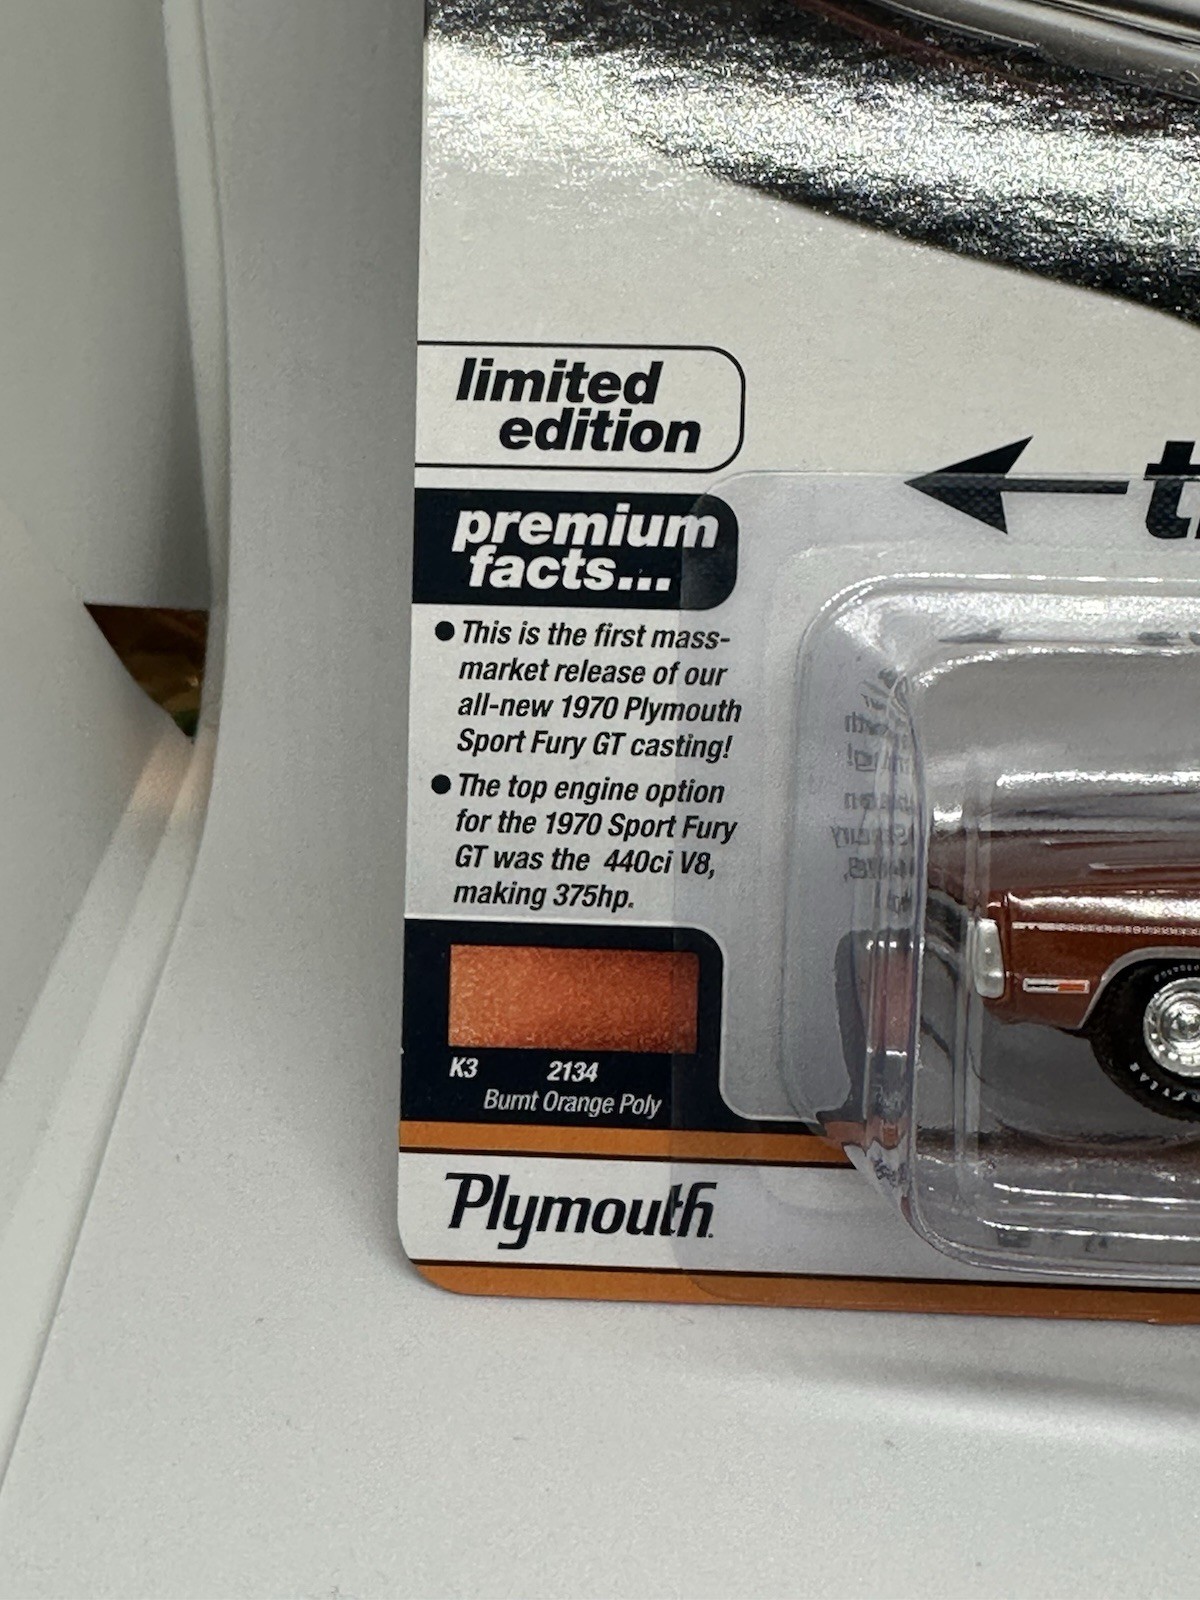 limited
edition
premium
facts...
● This is the first mass-
market release of our
all-new 1970 Plymouth
Sport Fury GT casting!
● The top engine option
for the 1970 Sport Fury
GT was the 440ci V8,
making 375hp.
K3 2134
Burnt Orange Poly
Plymouth